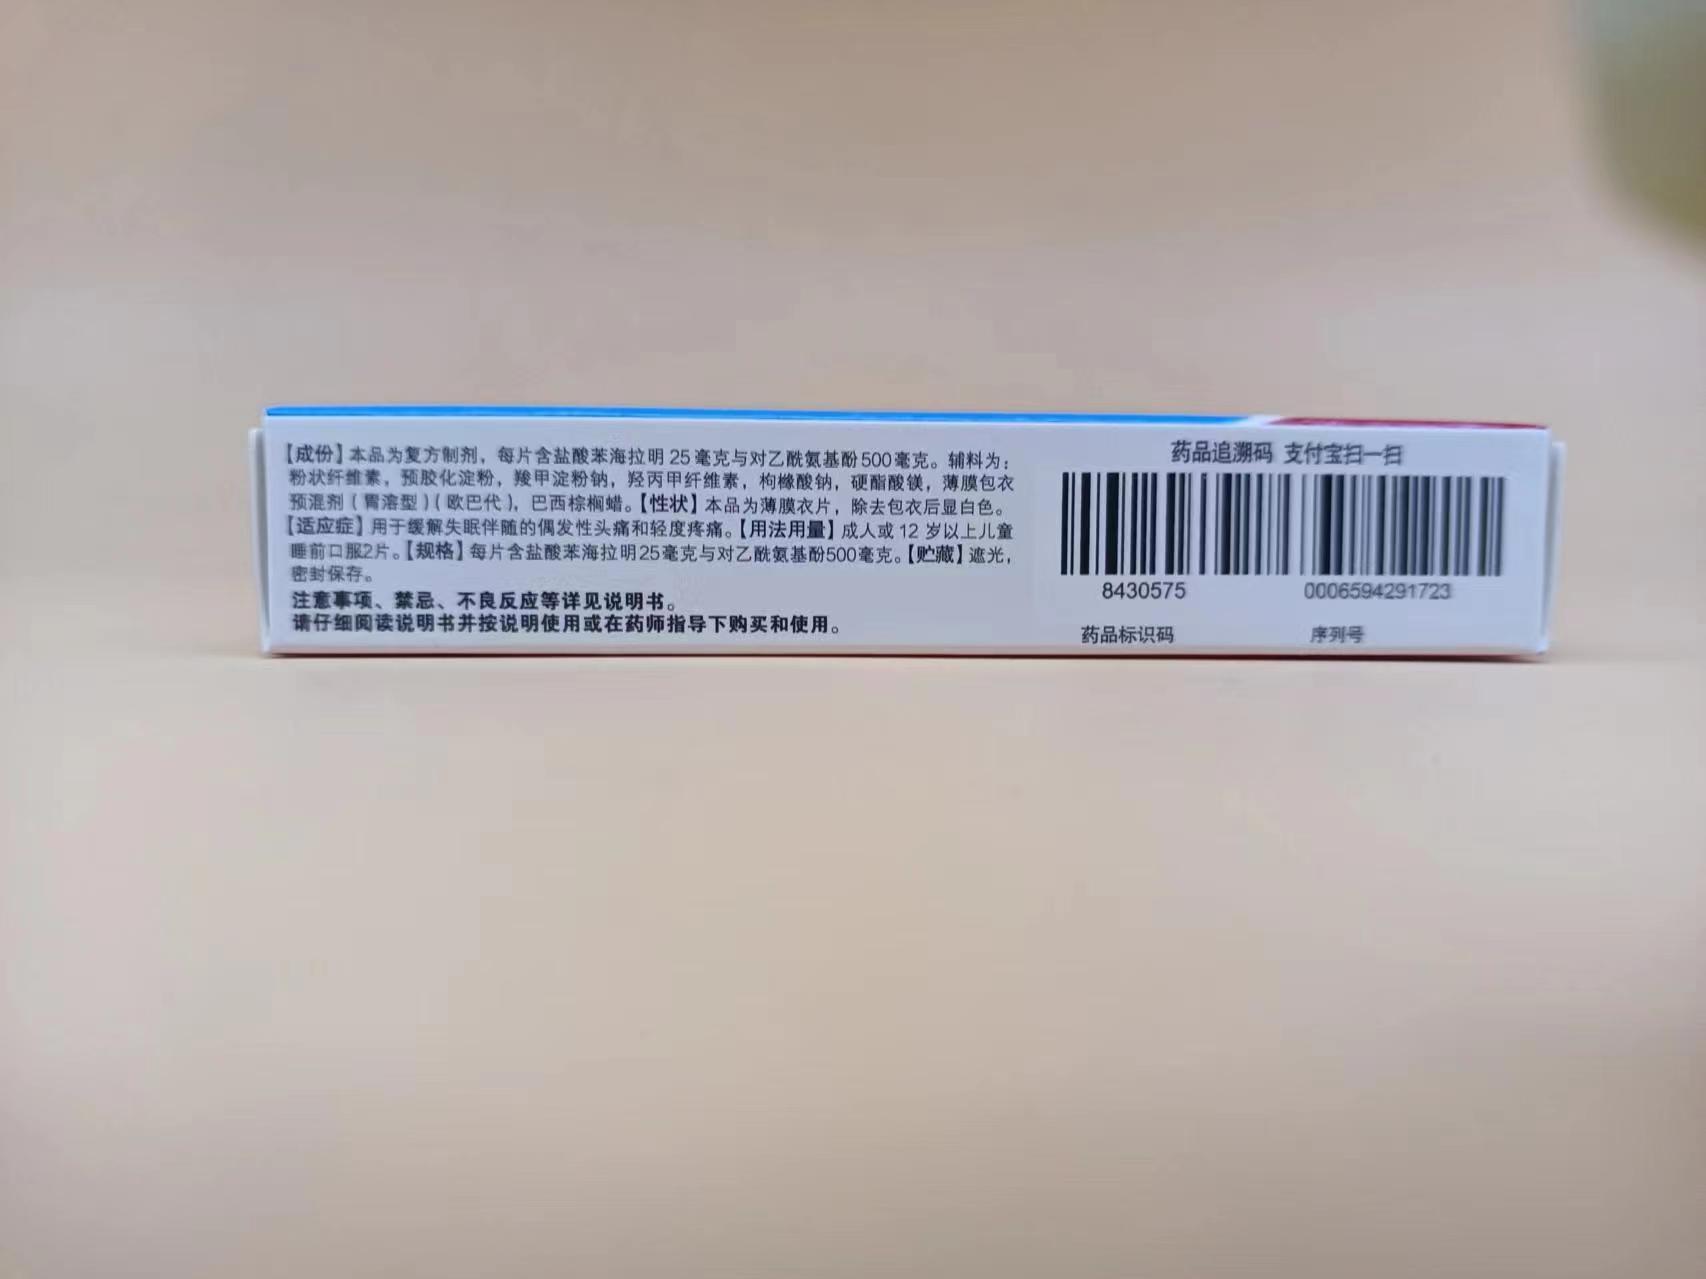 【成份】本品为复方制剂，每片含盐酸苯海拉明25毫克与对乙酰氨基酚500毫克。辅料为：
粉状纤维素，预胶化淀粉，羧甲淀粉钠，羟丙甲纤维素，枸橼酸钠，硬酯酸镁，薄膜包衣
预混剂（胃溶型）（欧巴代），巴西棕榈蜡。【性状】本品为薄膜衣片，除去包衣后显白色。
【适应症】用于缓解失眠伴随的偶发性头痛和轻度疼痛。【用法用量】成人或12岁以上儿童
睡前口服2片。【规格】每片含盐酸苯海拉明25毫克与对乙酰氨基酚500毫克。【贮藏】遮光，
密封保存。
注意事项、禁忌、不良反应等详见说明书。
请仔细阅读说明书并按说明使用或在药师指导下购买和使用。
药品追溯码 支付宝扫一扫
8430575 0006594291723
药品标识码 序列号